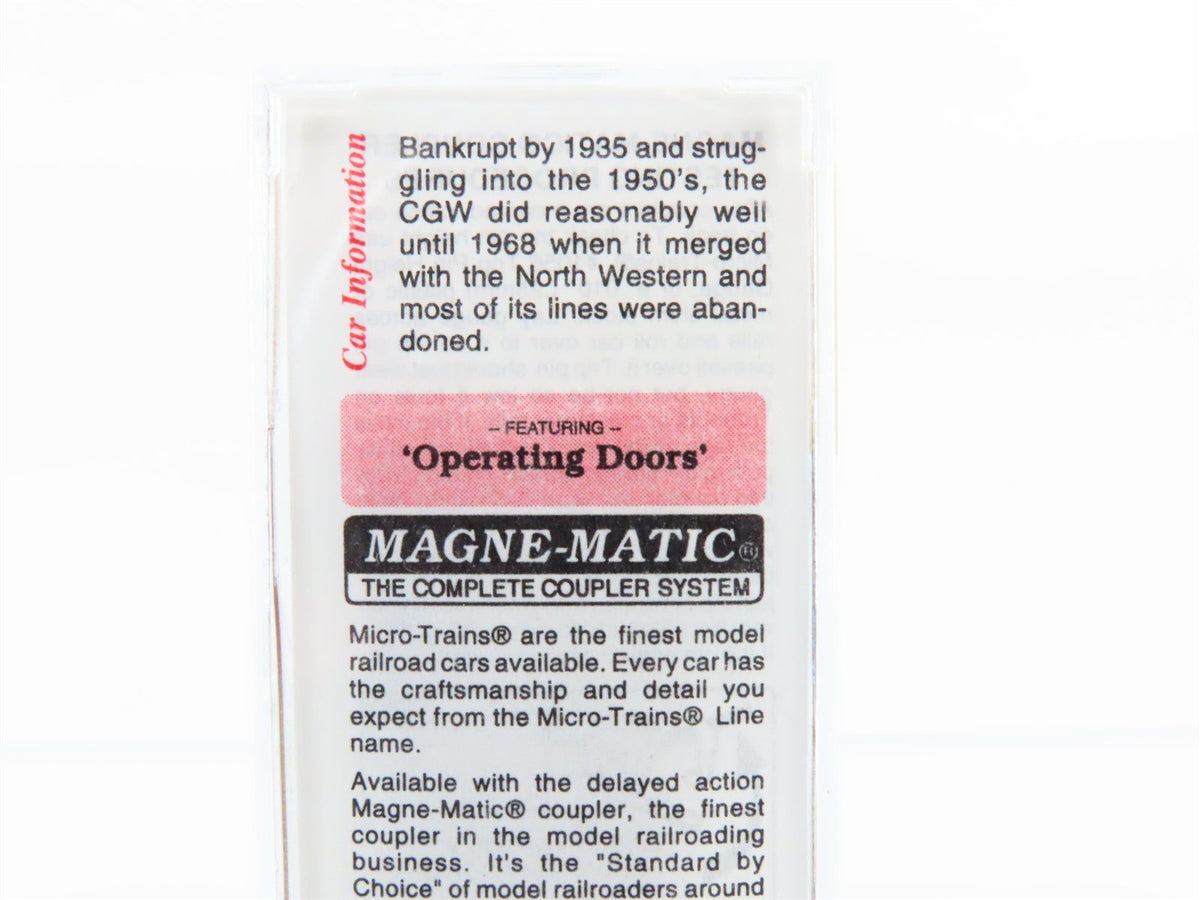 Car Information
Bankrupt by 1935 and strug-
gling into the 1950's, the
CGW did reasonably well
until 1968 when it merged
with the North Western and
most of its lines were aban-
doned.
– FEATURING –
'Operating Doors'
MAGNE-MATIC®
THE COMPLETE COUPLER SYSTEM
Micro-Trains® are the finest model
railroad cars available. Every car has
the craftsmanship and detail you
expect from the Micro-Trains® Line
name.
Available with the delayed action
Magne-Matic® coupler, the finest
coupler in the model railroading
business. It's the "Standard by
Choice" of model railroaders around